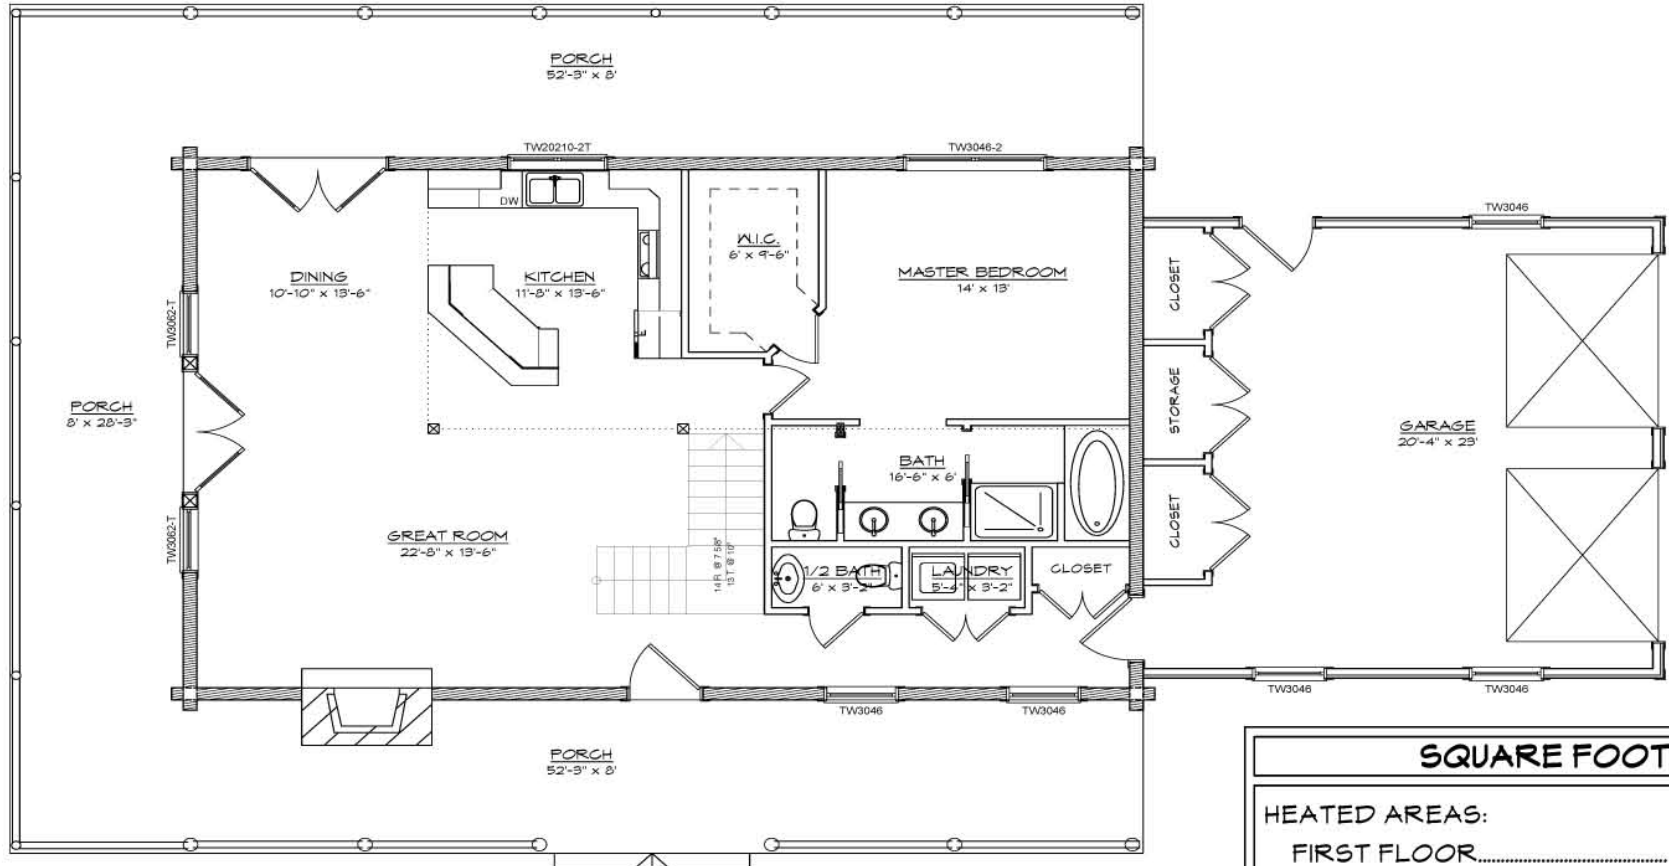 PORCH
52'-3" x 8'
TW20210-2T
TW3046-2
DW
TW3046
W.I.C.
6' x 9'-6"
DINING
10'-10" x 13'-6"
KITCHEN
11'-8" x 13'-6"
MASTER BEDROOM
14' x 13'
CLOSET
TW3062-T
PORCH
8' x 28'-3"
STORAGE
GARAGE
20'-4" x 23'
BATH
16'-6" x 6'
GREAT ROOM
22'-8" x 13'-6"
TW3062-T
CLOSET
14 R @ 7.58"
13 T @ 10"
1/2 BATH
6' x 3'-2"
LAUNDRY
5'-4" x 3'-2"
CLOSET
TW3046
TW3046
TW3046
TW3046
PORCH
52'-3" x 8'
SQUARE FOOT
HEATED AREAS:
FIRST FLOOR